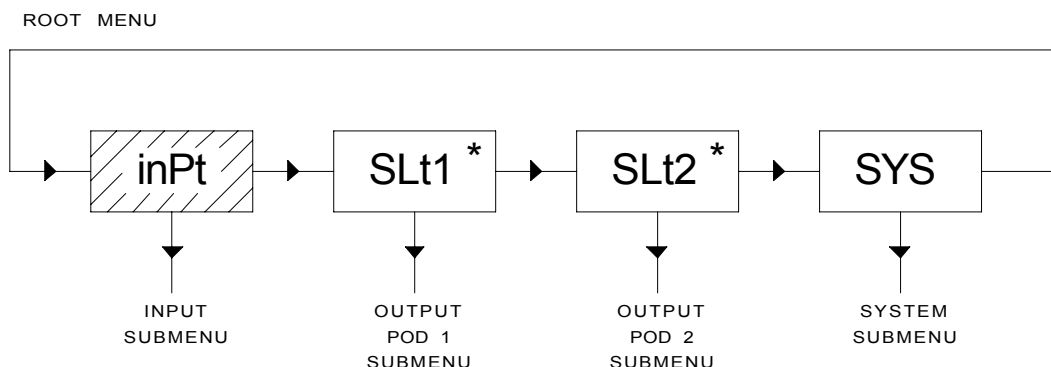 ROOT MENU
inPt
SLt1 *
SLt2 *
SYS
INPUT
SUBMENU
OUTPUT
POD 1
SUBMENU
OUTPUT
POD 2
SUBMENU
SYSTEM
SUBMENU